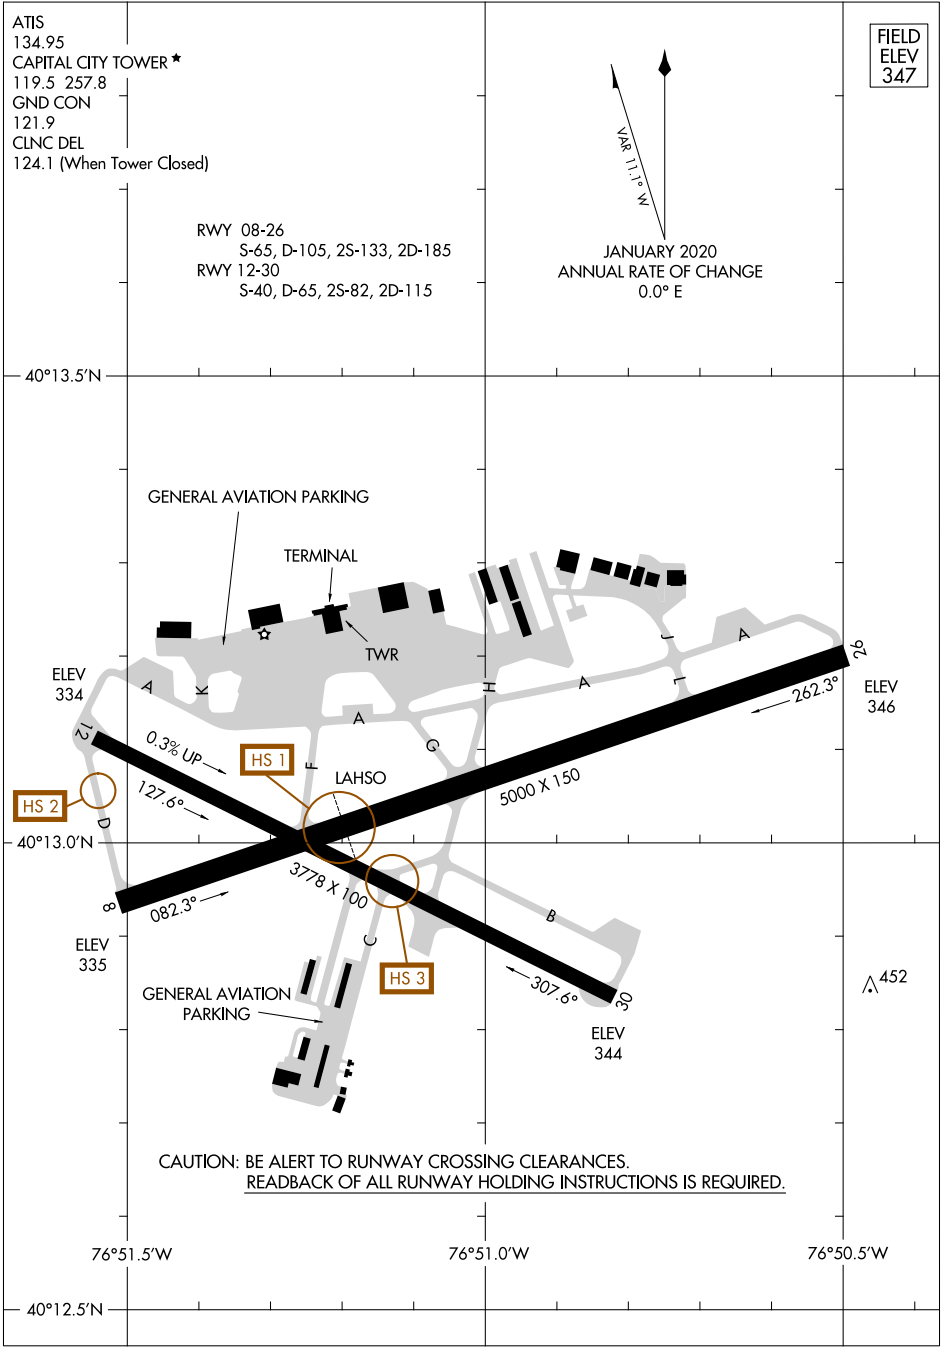 ATIS
134.95
CAPITAL CITY TOWER ★
119.5 257.8
GND CON
121.9
CLNC DEL
124.1 (When Tower Closed)
FIELD
ELEV
347
VAR 11.1° W
JANUARY 2020
ANNUAL RATE OF CHANGE
0.0° E
RWY 08-26
S-65, D-105, 2S-133, 2D-185
RWY 12-30
S-40, D-65, 2S-82, 2D-115
40°13.5'N
GENERAL AVIATION PARKING
TERMINAL
TWR
J
A
26
ELEV
334
A
K
H
A
L
262.3°
ELEV
346
A
12
0.3% UP
F
G
HS 1
LAHSO
5000 X 150
HS 2
127.6°
D
40°13.0'N
3778 X 100
8
082.3°
B
C
ELEV
335
HS 3
307.6°
30
452
GENERAL AVIATION
PARKING
ELEV
344
CAUTION: BE ALERT TO RUNWAY CROSSING CLEARANCES.
READBACK OF ALL RUNWAY HOLDING INSTRUCTIONS IS REQUIRED.
76°51.5'W
76°51.0'W
76°50.5'W
40°12.5'N